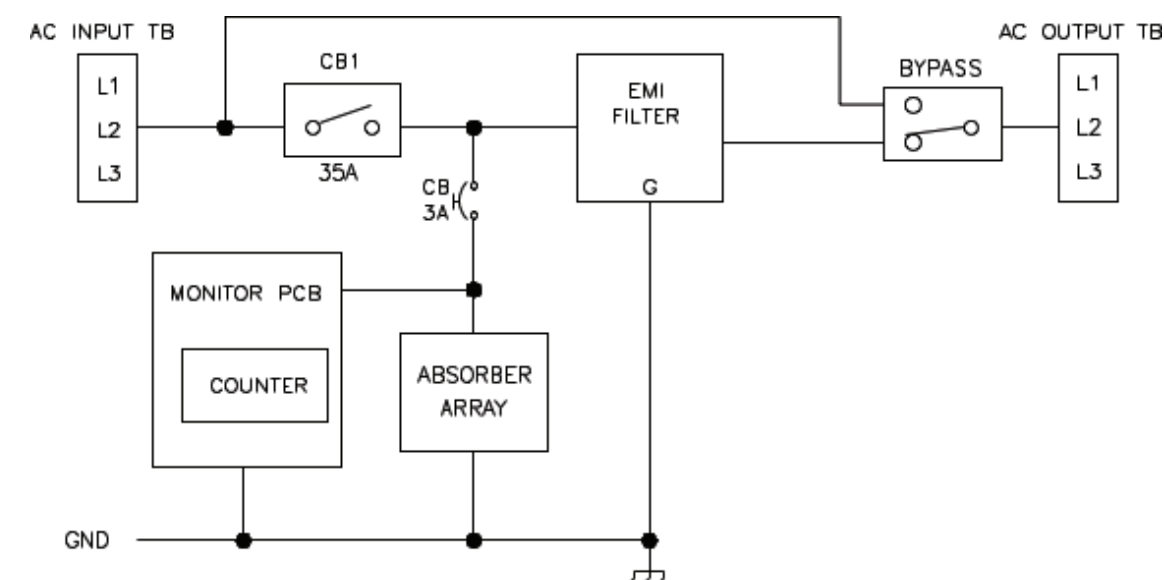 AC INPUT TB
AC OUTPUT TB
L1
L2
L3
CB1
35A
EMI
FILTER
G
BYPASS
L1
L2
L3
CB
3A
MONITOR PCB
COUNTER
ABSORBER
ARRAY
GND